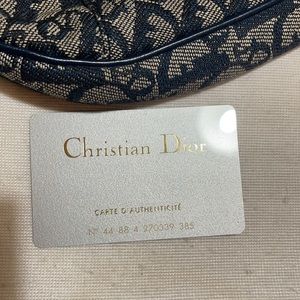 Christian Dior
CARTE D'AUTHENTICITÉ
N° 44 88 4 270339 385